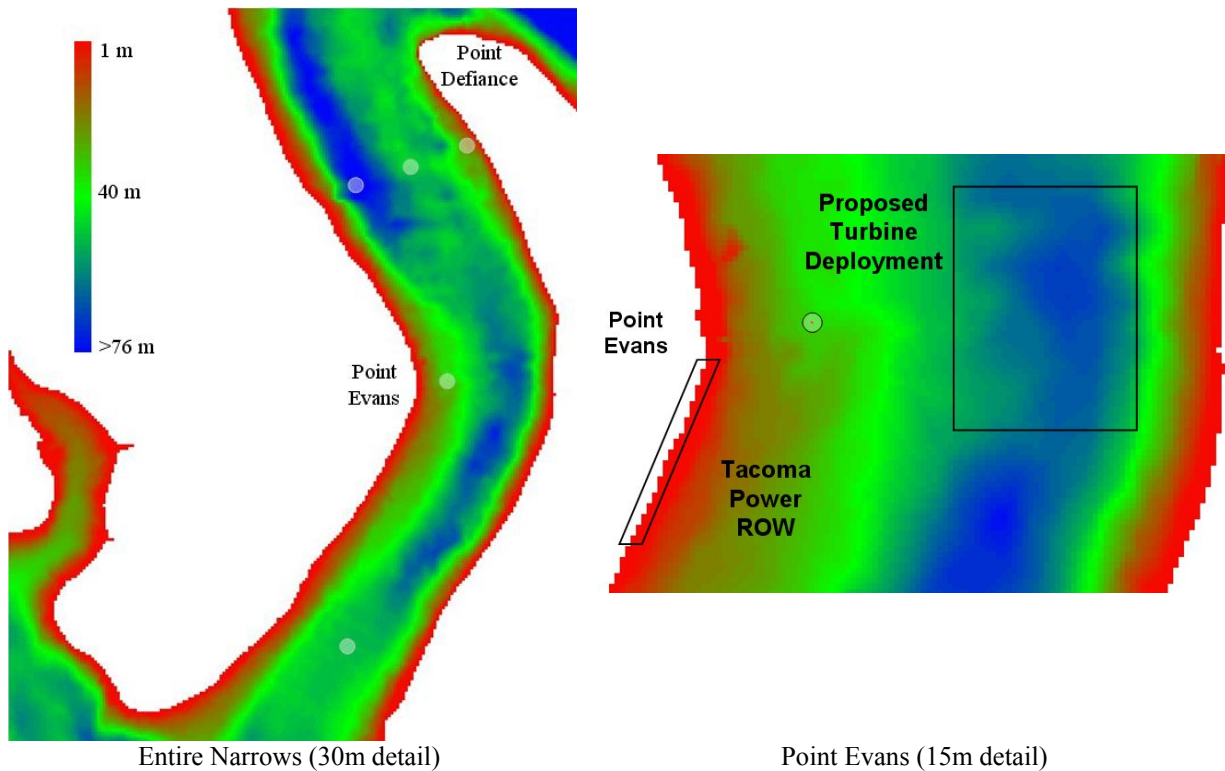 1 m
40 m
>76 m
Point
Defiance
Point
Evans
Entire Narrows (30m detail)
Proposed
Turbine
Deployment
Point
Evans
Tacoma
Power
ROW
Point Evans (15m detail)